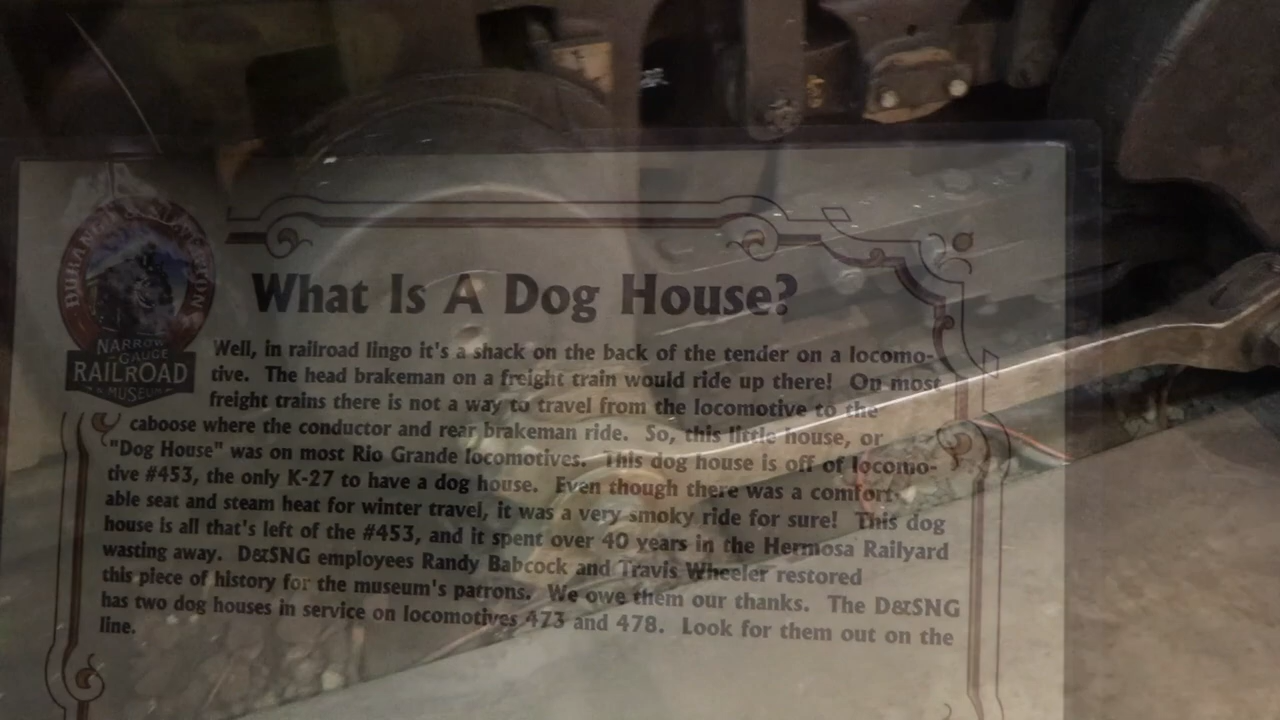 DURANGO & SILVERTON
NARROW
GAUGE
RAILROAD
MUSEUM
What Is A Dog House?
Well, in railroad lingo it's a shack on the back of the tender on a locomo-
tive. The head brakeman on a freight train would ride up there! On most
freight trains there is not a way to travel from the locomotive to the
caboose where the conductor and rear brakeman ride. So, this little house, or
"Dog House" was on most Rio Grande locomotives. This dog house is off of locomo-
tive #453, the only K-27 to have a dog house. Even though there was a comfort-
able seat and steam heat for winter travel, it was a very smoky ride for sure! This dog
house is all that's left of the #453, and it spent over 40 years in the Hermosa Railyard
wasting away. D&SNG employees Randy Babcock and Travis Wheeler restored
this piece of history for the museum's patrons. We owe them our thanks. The D&SNG
has two dog houses in service on locomotives 473 and 478. Look for them out on the
line.